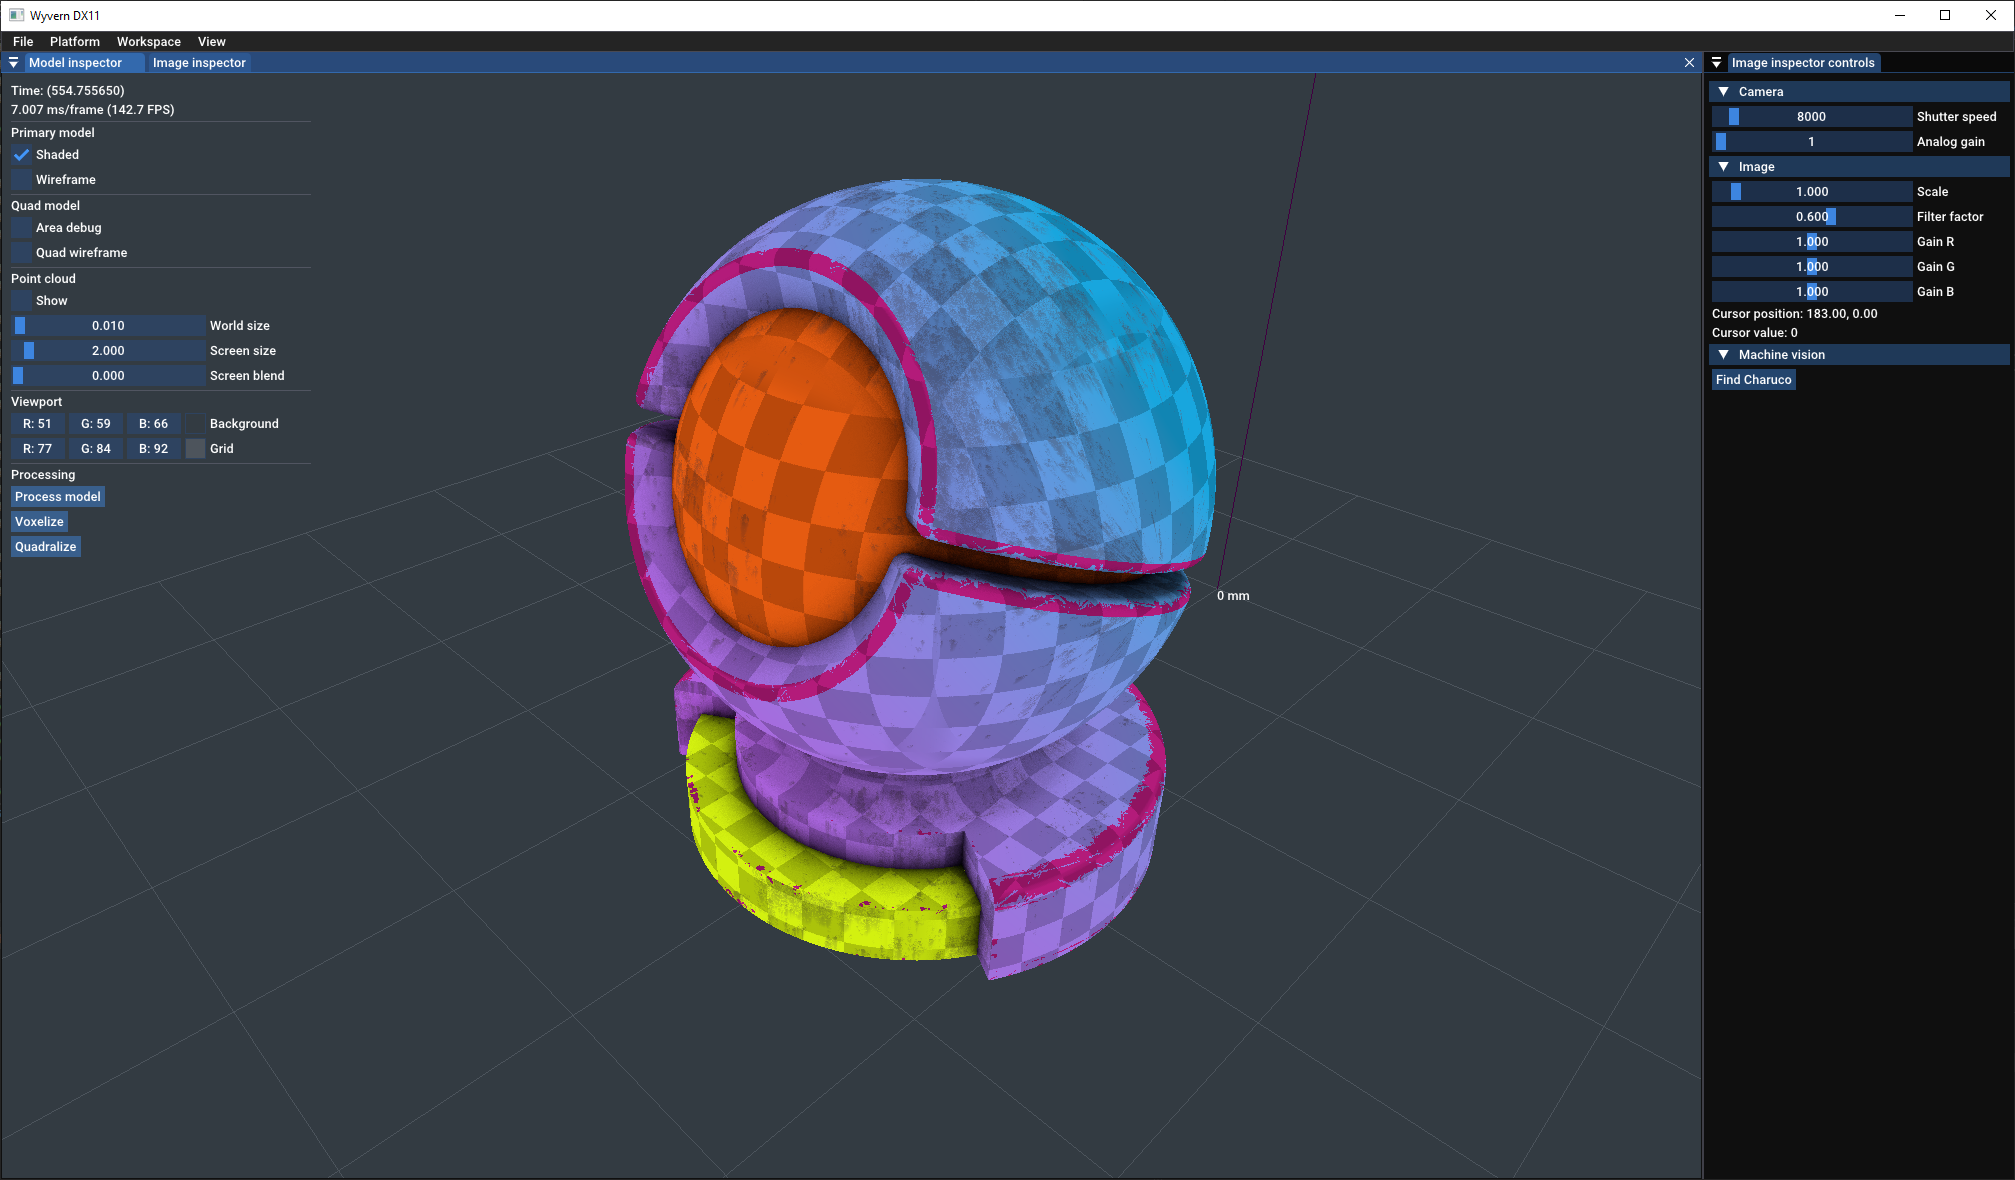 Wyvern DX11
File Platform Workspace View
Model inspector Image inspector
Time: (554.755650)
7.007 ms/frame (142.7 FPS)
Primary model
Shaded
Wireframe
Quad model
Area debug
Quad wireframe
Point cloud
Show
0.010 World size
2.000 Screen size
0.000 Screen blend
Viewport
R: 51 G: 59 B: 66 Background
R: 77 G: 84 B: 92 Grid
Processing
Process model
Voxelize
Quadralize
0 mm
Image inspector controls
Camera
8000 Shutter speed
1 Analog gain
Image
1.000 Scale
0.600 Filter factor
1.000 Gain R
1.000 Gain G
1.000 Gain B
Cursor position: 183.00, 0.00
Cursor value: 0
Machine vision
Find Charuco